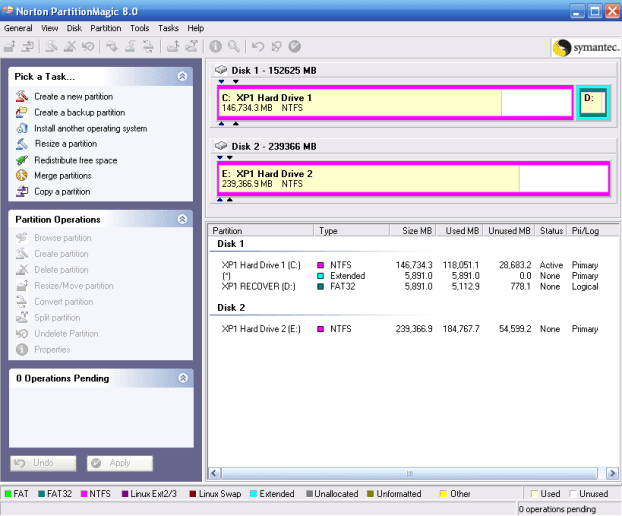 Norton PartitionMagic 8.0
General View Disk Partition Tools Tasks Help
symantec.
Pick a Task...
Create a new partition
Create a backup partition
Install another operating system
Resize a partition
Redistribute free space
Merge partitions
Copy a partition
Partition Operations
Browse partition
Create partition
Delete partition
Resize/Move partition
Convert partition
Split partition
Undelete Partition
Properties
0 Operations Pending
Undo Apply
Disk 1 - 152625 MB
C: XP1 Hard Drive 1
146,734.3 MB NTFS
D:
Disk 2 - 239366 MB
E: XP1 Hard Drive 2
239,366.9 MB NTFS
Partition Type Size MB Used MB Unused MB Status Pri/Log
Disk 1
XP1 Hard Drive 1 (C:) NTFS 146,734.3 118,051.1 28,683.2 Active Primary
(*) Extended 5,891.0 5,891.0 0.0 None Primary
XP1 RECOVER (D:) FAT32 5,891.0 5,112.9 778.1 None Logical
Disk 2
XP1 Hard Drive 2 (E:) NTFS 239,366.9 184,767.7 54,599.2 None Primary
FAT FAT32 NTFS Linux Ext2/3 Linux Swap Extended Unallocated Unformatted Other Used Unused
0 operations pending